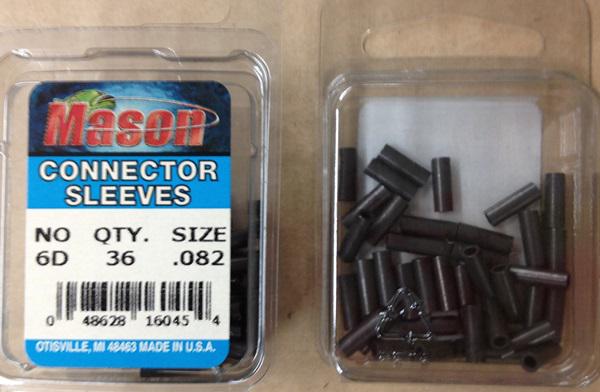 Mason
CONNECTOR
SLEEVES
NO QTY. SIZE
6D 36 .082
0 48628 16045 4
OTISVILLE, MI 48463 MADE IN U.S.A.